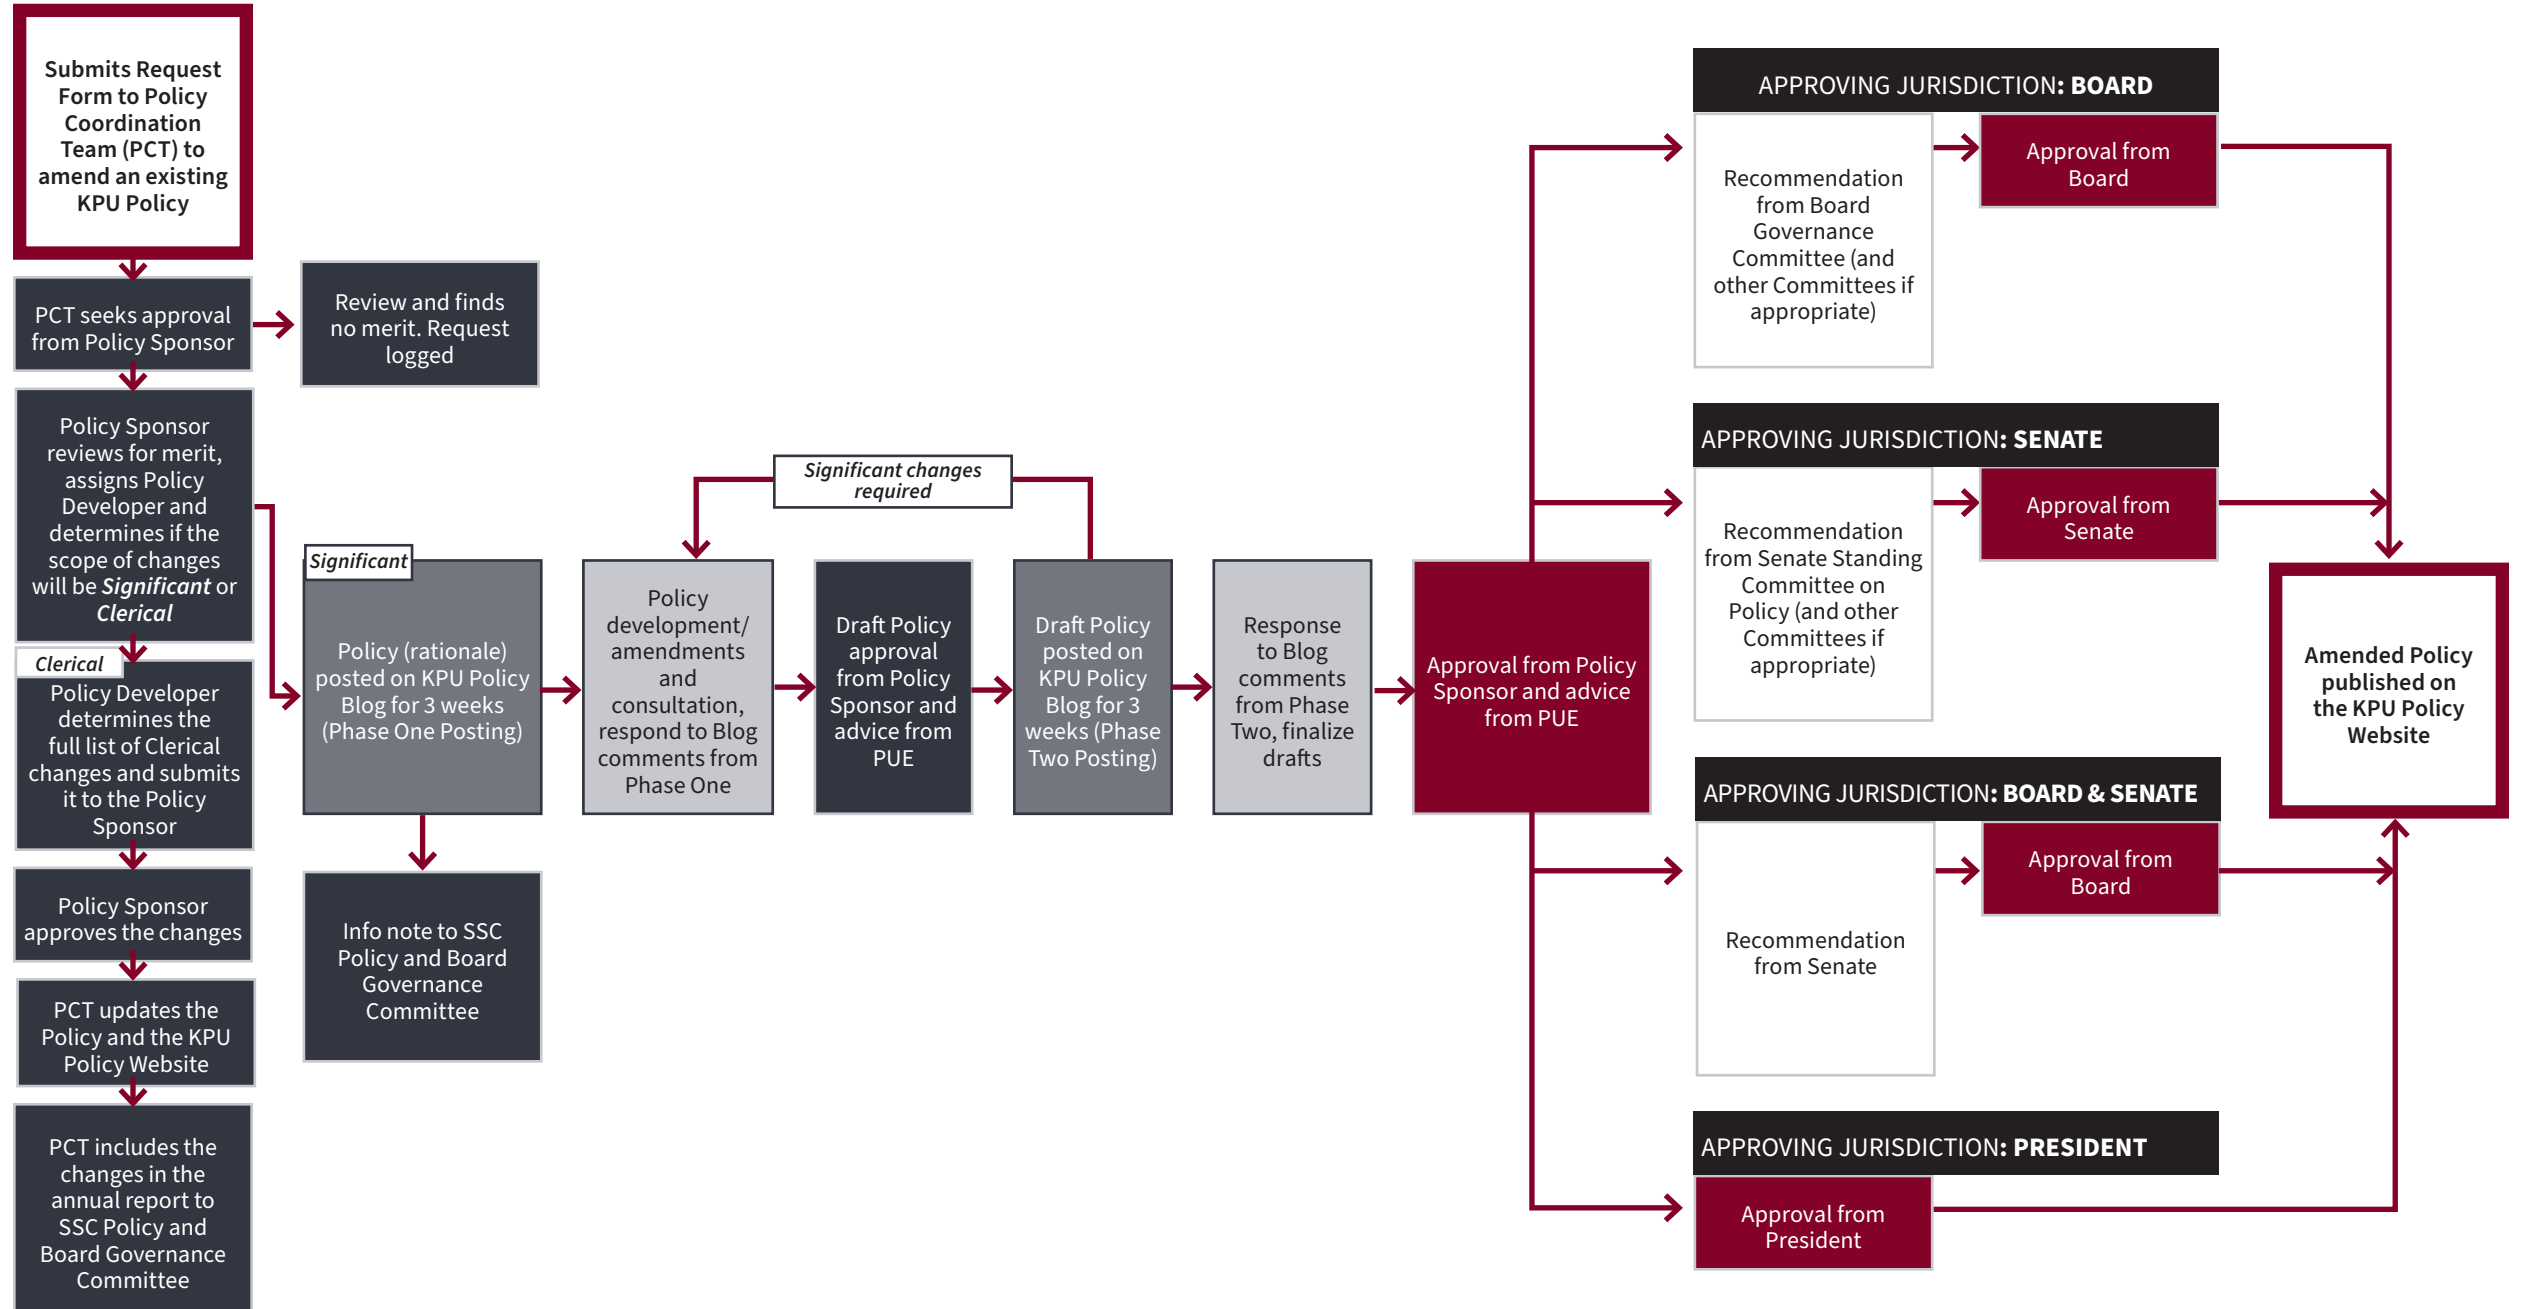 Submits Request
Form to Policy
Coordination
Team (PCT) to
amend an existing
KPU Policy
PCT seeks approval
from Policy Sponsor
Review and finds
no merit. Request
logged
Policy Sponsor
reviews for merit,
assigns Policy
Developer and
determines if the
scope of changes
will be Significant or
Clerical
Clerical
Policy Developer
determines the
full list of Clerical
changes and submits
it to the Policy
Sponsor
Policy Sponsor
approves the changes
PCT updates the
Policy and the KPU
Policy Website
PCT includes the
changes in the
annual report to
SSC Policy and
Board Governance
Committee
Significant
Policy (rationale)
posted on KPU Policy
Blog for 3 weeks
(Phase One Posting)
Info note to SSC
Policy and Board
Governance
Committee
Significant changes
required
Policy
development/
amendments
and
consultation,
respond to Blog
comments from
Phase One
Draft Policy
approval
from Policy
Sponsor and
advice from
PUE
Draft Policy
posted on
KPU Policy
Blog for 3
weeks (Phase
Two Posting)
Response
to Blog
comments
from Phase
Two, finalize
drafts
Approval from Policy
Sponsor and advice
from PUE
APPROVING JURISDICTION: BOARD
Recommendation
from Board
Governance
Committee (and
other Committees if
appropriate)
Approval from
Board
APPROVING JURISDICTION: SENATE
Recommendation
from Senate Standing
Committee on
Policy (and other
Committees if
appropriate)
Approval from
Senate
APPROVING JURISDICTION: BOARD & SENATE
Recommendation
from Senate
Approval from
Board
APPROVING JURISDICTION: PRESIDENT
Approval from
President
Amended Policy
published on
the KPU Policy
Website